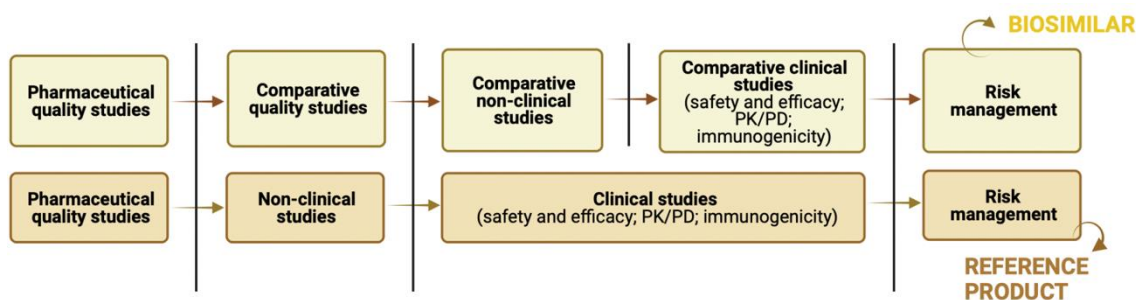 BIOSIMILAR
Pharmaceutical
quality studies
Comparative
quality studies
Comparative
non-clinical
studies
Comparative clinical
studies
(safety and efficacy;
PK/PD;
immunogenicity)
Risk
management
Pharmaceutical
quality studies
Non-clinical
studies
Clinical studies
(safety and efficacy; PK/PD; immunogenicity)
Risk
management
REFERENCE
PRODUCT